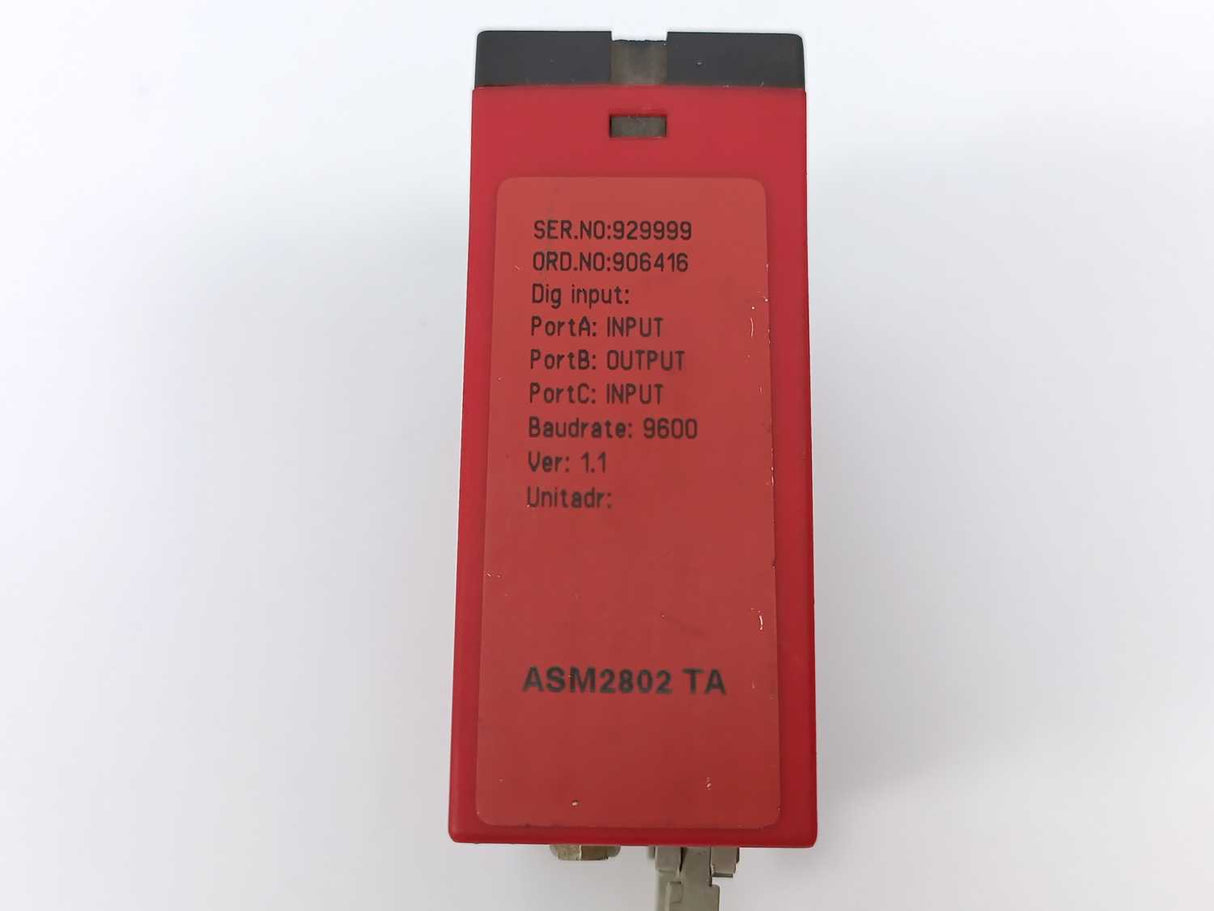 SER.NO:929999
ORD.NO:906416
Dig input:
PortA: INPUT
PortB: OUTPUT
PortC: INPUT
Baudrate: 9600
Ver: 1.1
Unitadr:
ASM2802 TA